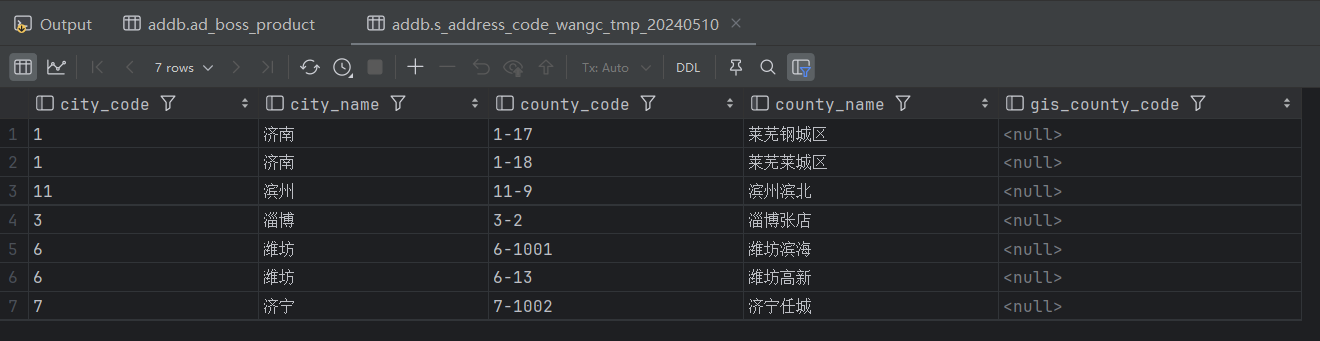 Output addb.ad_boss_product addb.s_address_code_wangc_tmp_20240510
7 rows Tx: Auto DDL
city_code city_name county_code county_name gis_county_code
1 1 济南 1-17 莱芜钢城区 <null>
2 1 济南 1-18 莱芜莱城区 <null>
3 11 滨州 11-9 滨州滨北 <null>
4 3 淄博 3-2 淄博张店 <null>
5 6 潍坊 6-1001 潍坊滨海 <null>
6 6 潍坊 6-13 潍坊高新 <null>
7 7 济宁 7-1002 济宁任城 <null>